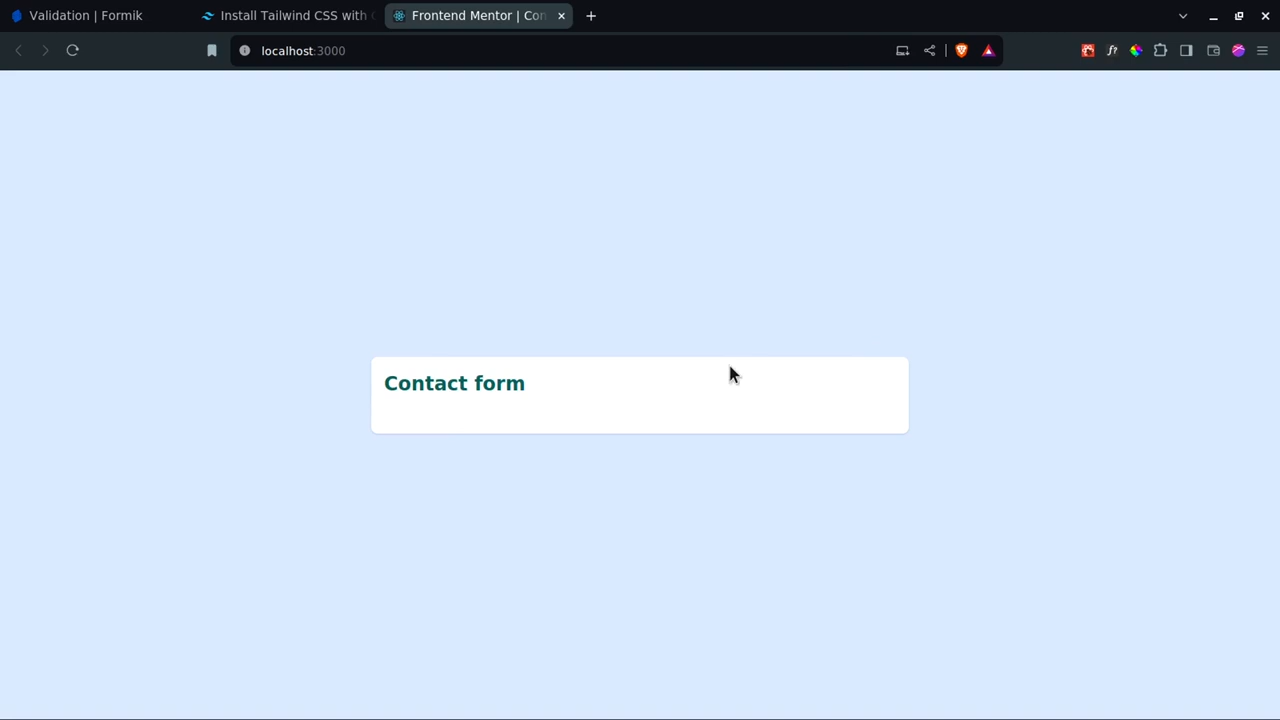 Validation | Formik
Install Tailwind CSS with
Frontend Mentor | Con
localhost:3000
f?
Contact form